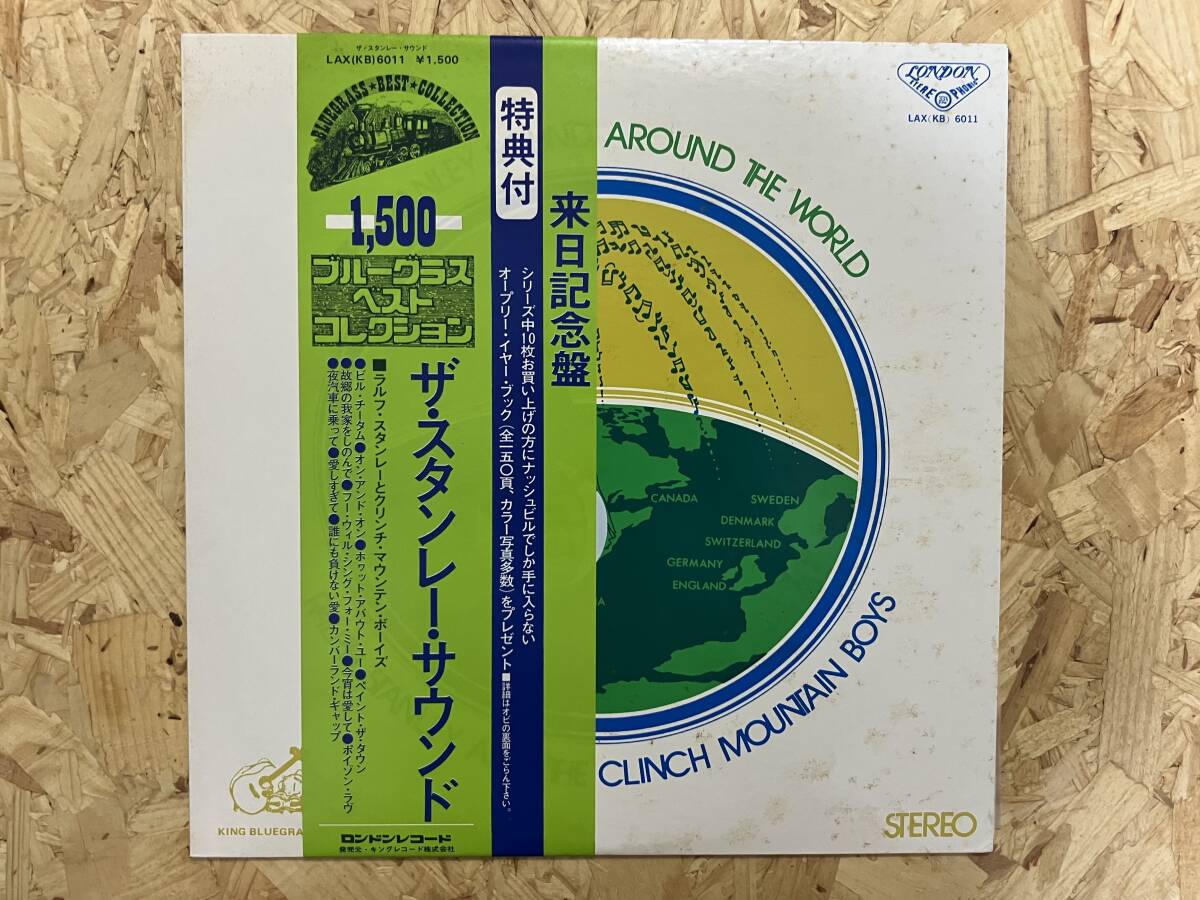 ザ・スタンレー・サウンド
LAX(KB)6011 ¥1,500
BLUEGRASS★BEST★COLLECTION
1,500
ブルーグラス
ベスト
コレクション
特典付
来日記念盤
シリーズ中10枚お買い上げの方にナッシュビルでしか手に入らない
オープリー・イヤー・ブック(全一五〇頁、カラー写真多数)をプレゼント■詳細はオビの裏面をごらん下さい。
ザ・スタンレー・サウンド
■ラルフ・スタンレーとクリンチ・マウンテン・ボーイズ
●ビル・チータム●オン・アンド・オン●ホワット・アバウト・ユー●ペイント・ザ・タウン
●故郷の我家をしのんで●フー・ウィル・シング・フォー・ミー●今宵は愛して●ポイソン・ラヴ
●夜汽車に乗って●愛しすぎて●誰にも負けない愛●カンバーランド・ギャップ
ロンドンレコード
発売元・キングレコード株式会社
LONDON
STEREOPHONIC
LAX(KB) 6011
AROUND THE WORLD
CANADA
SWEDEN
DENMARK
SWITZERLAND
GERMANY
ENGLAND
CLINCH MOUNTAIN BOYS
KING BLUEGRA
STEREO